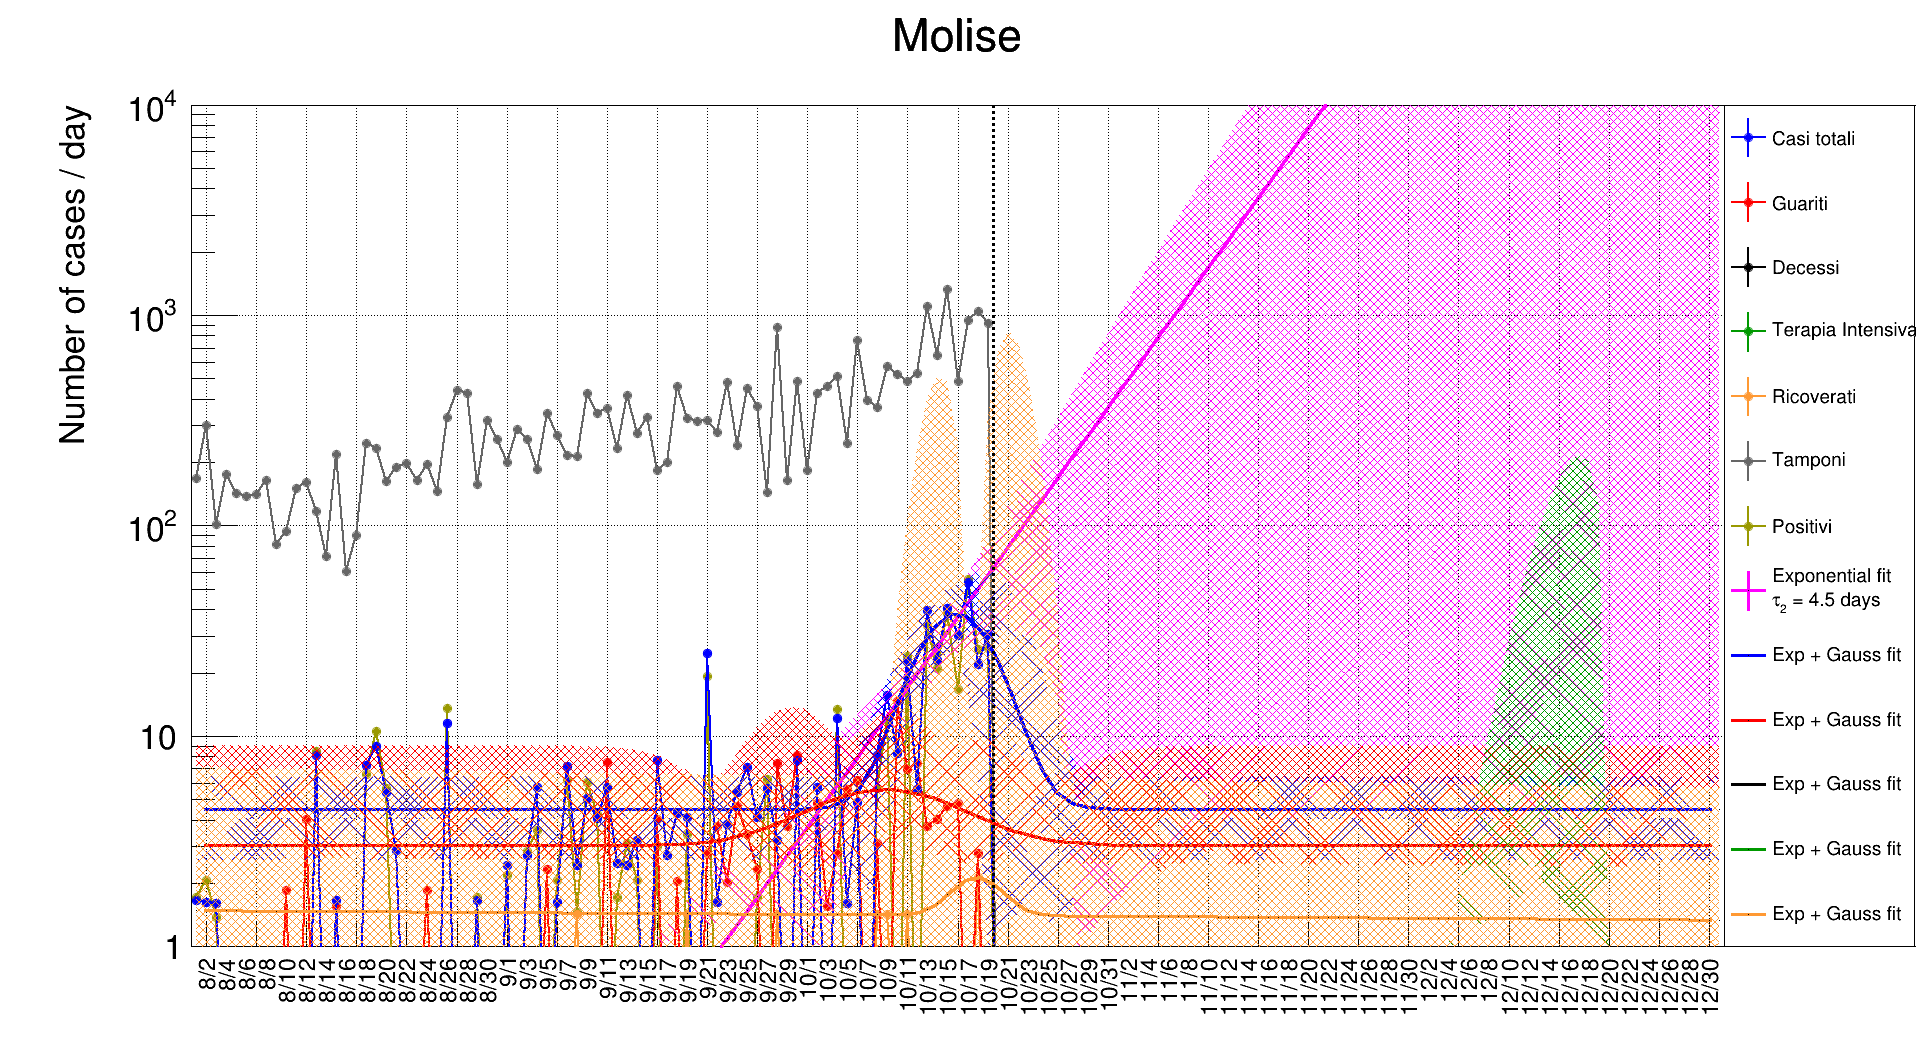 Molise
Number of cases / day
10^4
10^3
10^2
10
1
8/2 8/4 8/6 8/8 8/10 8/12 8/14 8/16 8/18 8/20 8/22 8/24 8/26 8/28 8/30 9/1 9/3 9/5 9/7 9/9 9/11 9/13 9/15 9/17 9/19 9/21 9/23 9/25 9/27 9/29 10/1 10/3 10/5 10/7 10/9 10/11 10/13 10/15 10/17 10/19 10/21 10/23 10/25 10/27 10/29 10/31 11/2 11/4 11/6 11/8 11/10 11/12 11/14 11/16 11/18 11/20 11/22 11/24 11/26 11/28 11/30 12/2 12/4 12/6 12/8 12/10 12/12 12/14 12/16 12/18 12/20 12/22 12/24 12/26 12/28 12/30
Casi totali
Guariti
Decessi
Terapia Intensiva
Ricoverati
Tamponi
Positivi
Exponential fit
τ2 = 4.5 days
Exp + Gauss fit
Exp + Gauss fit
Exp + Gauss fit
Exp + Gauss fit
Exp + Gauss fit